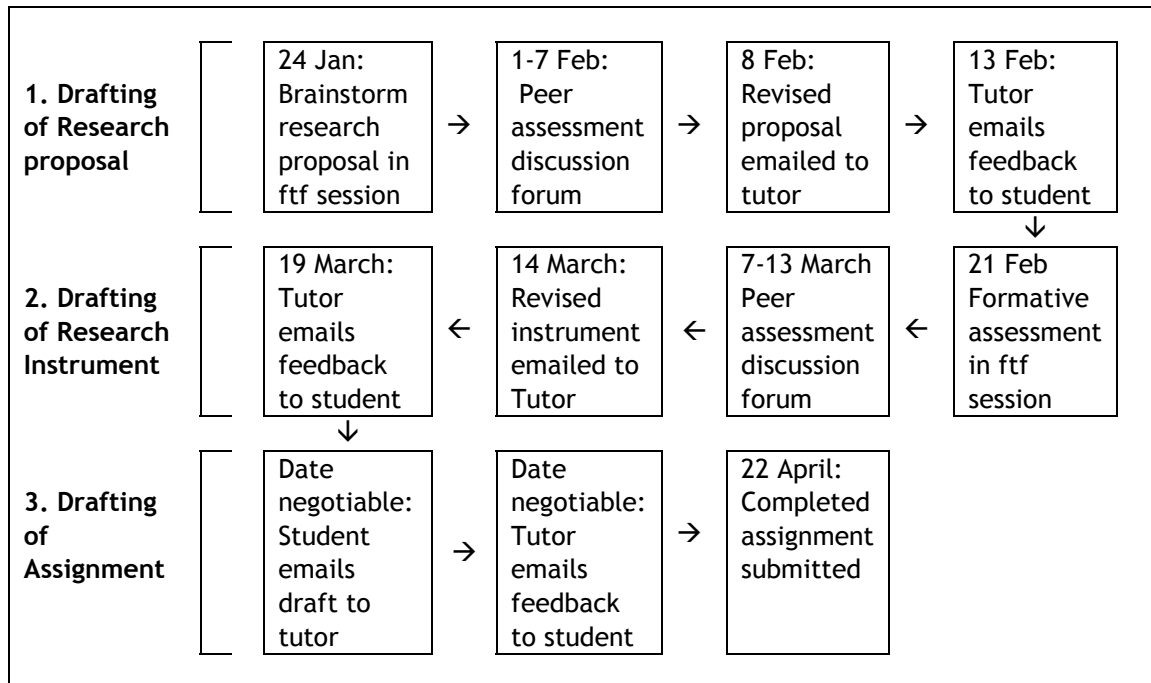 1. Drafting
of Research
proposal
24 Jan:
Brainstorm
research
proposal in
ftf session
→
1-7 Feb:
Peer
assessment
discussion
forum
→
8 Feb:
Revised
proposal
emailed to
tutor
→
13 Feb:
Tutor
emails
feedback
to student
↓
2. Drafting
of Research
Instrument
19 March:
Tutor
emails
feedback
to student
←
14 March:
Revised
instrument
emailed to
Tutor
←
7-13 March
Peer
assessment
discussion
forum
←
21 Feb
Formative
assessment
in ftf
session
↓
3. Drafting
of
Assignment
Date
negotiable:
Student
emails
draft to
tutor
→
Date
negotiable:
Tutor
emails
feedback
to student
→
22 April:
Completed
assignment
submitted